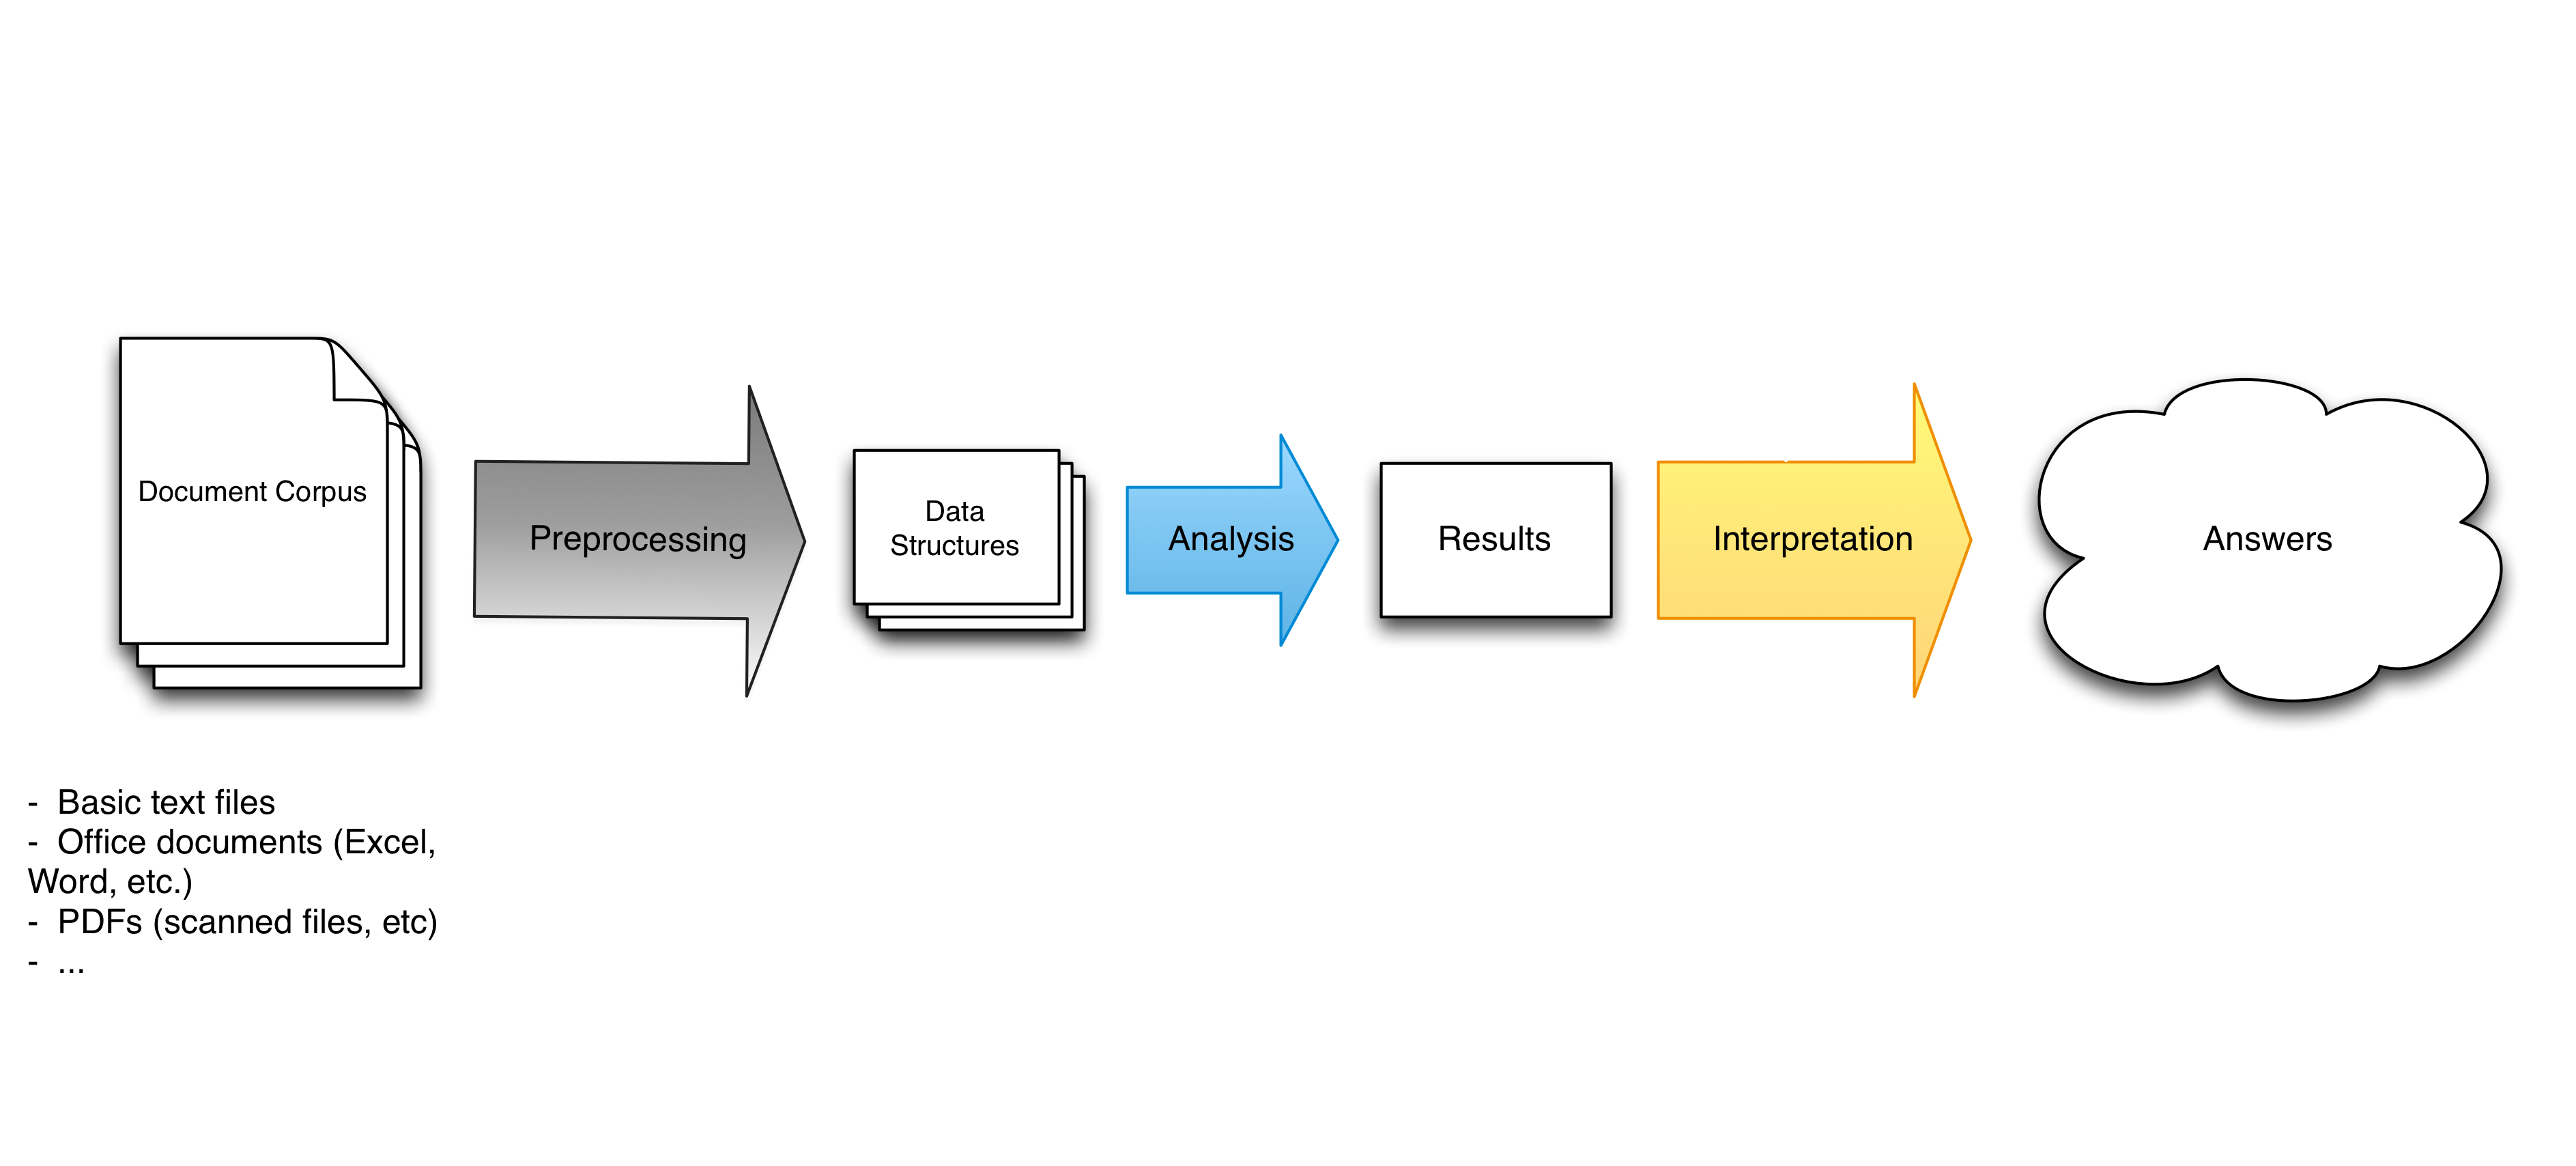 Document Corpus
Preprocessing
Data
Structures
Analysis
Results
Interpretation
Answers
- Basic text files
- Office documents (Excel,
Word, etc.)
- PDFs (scanned files, etc)
- ...